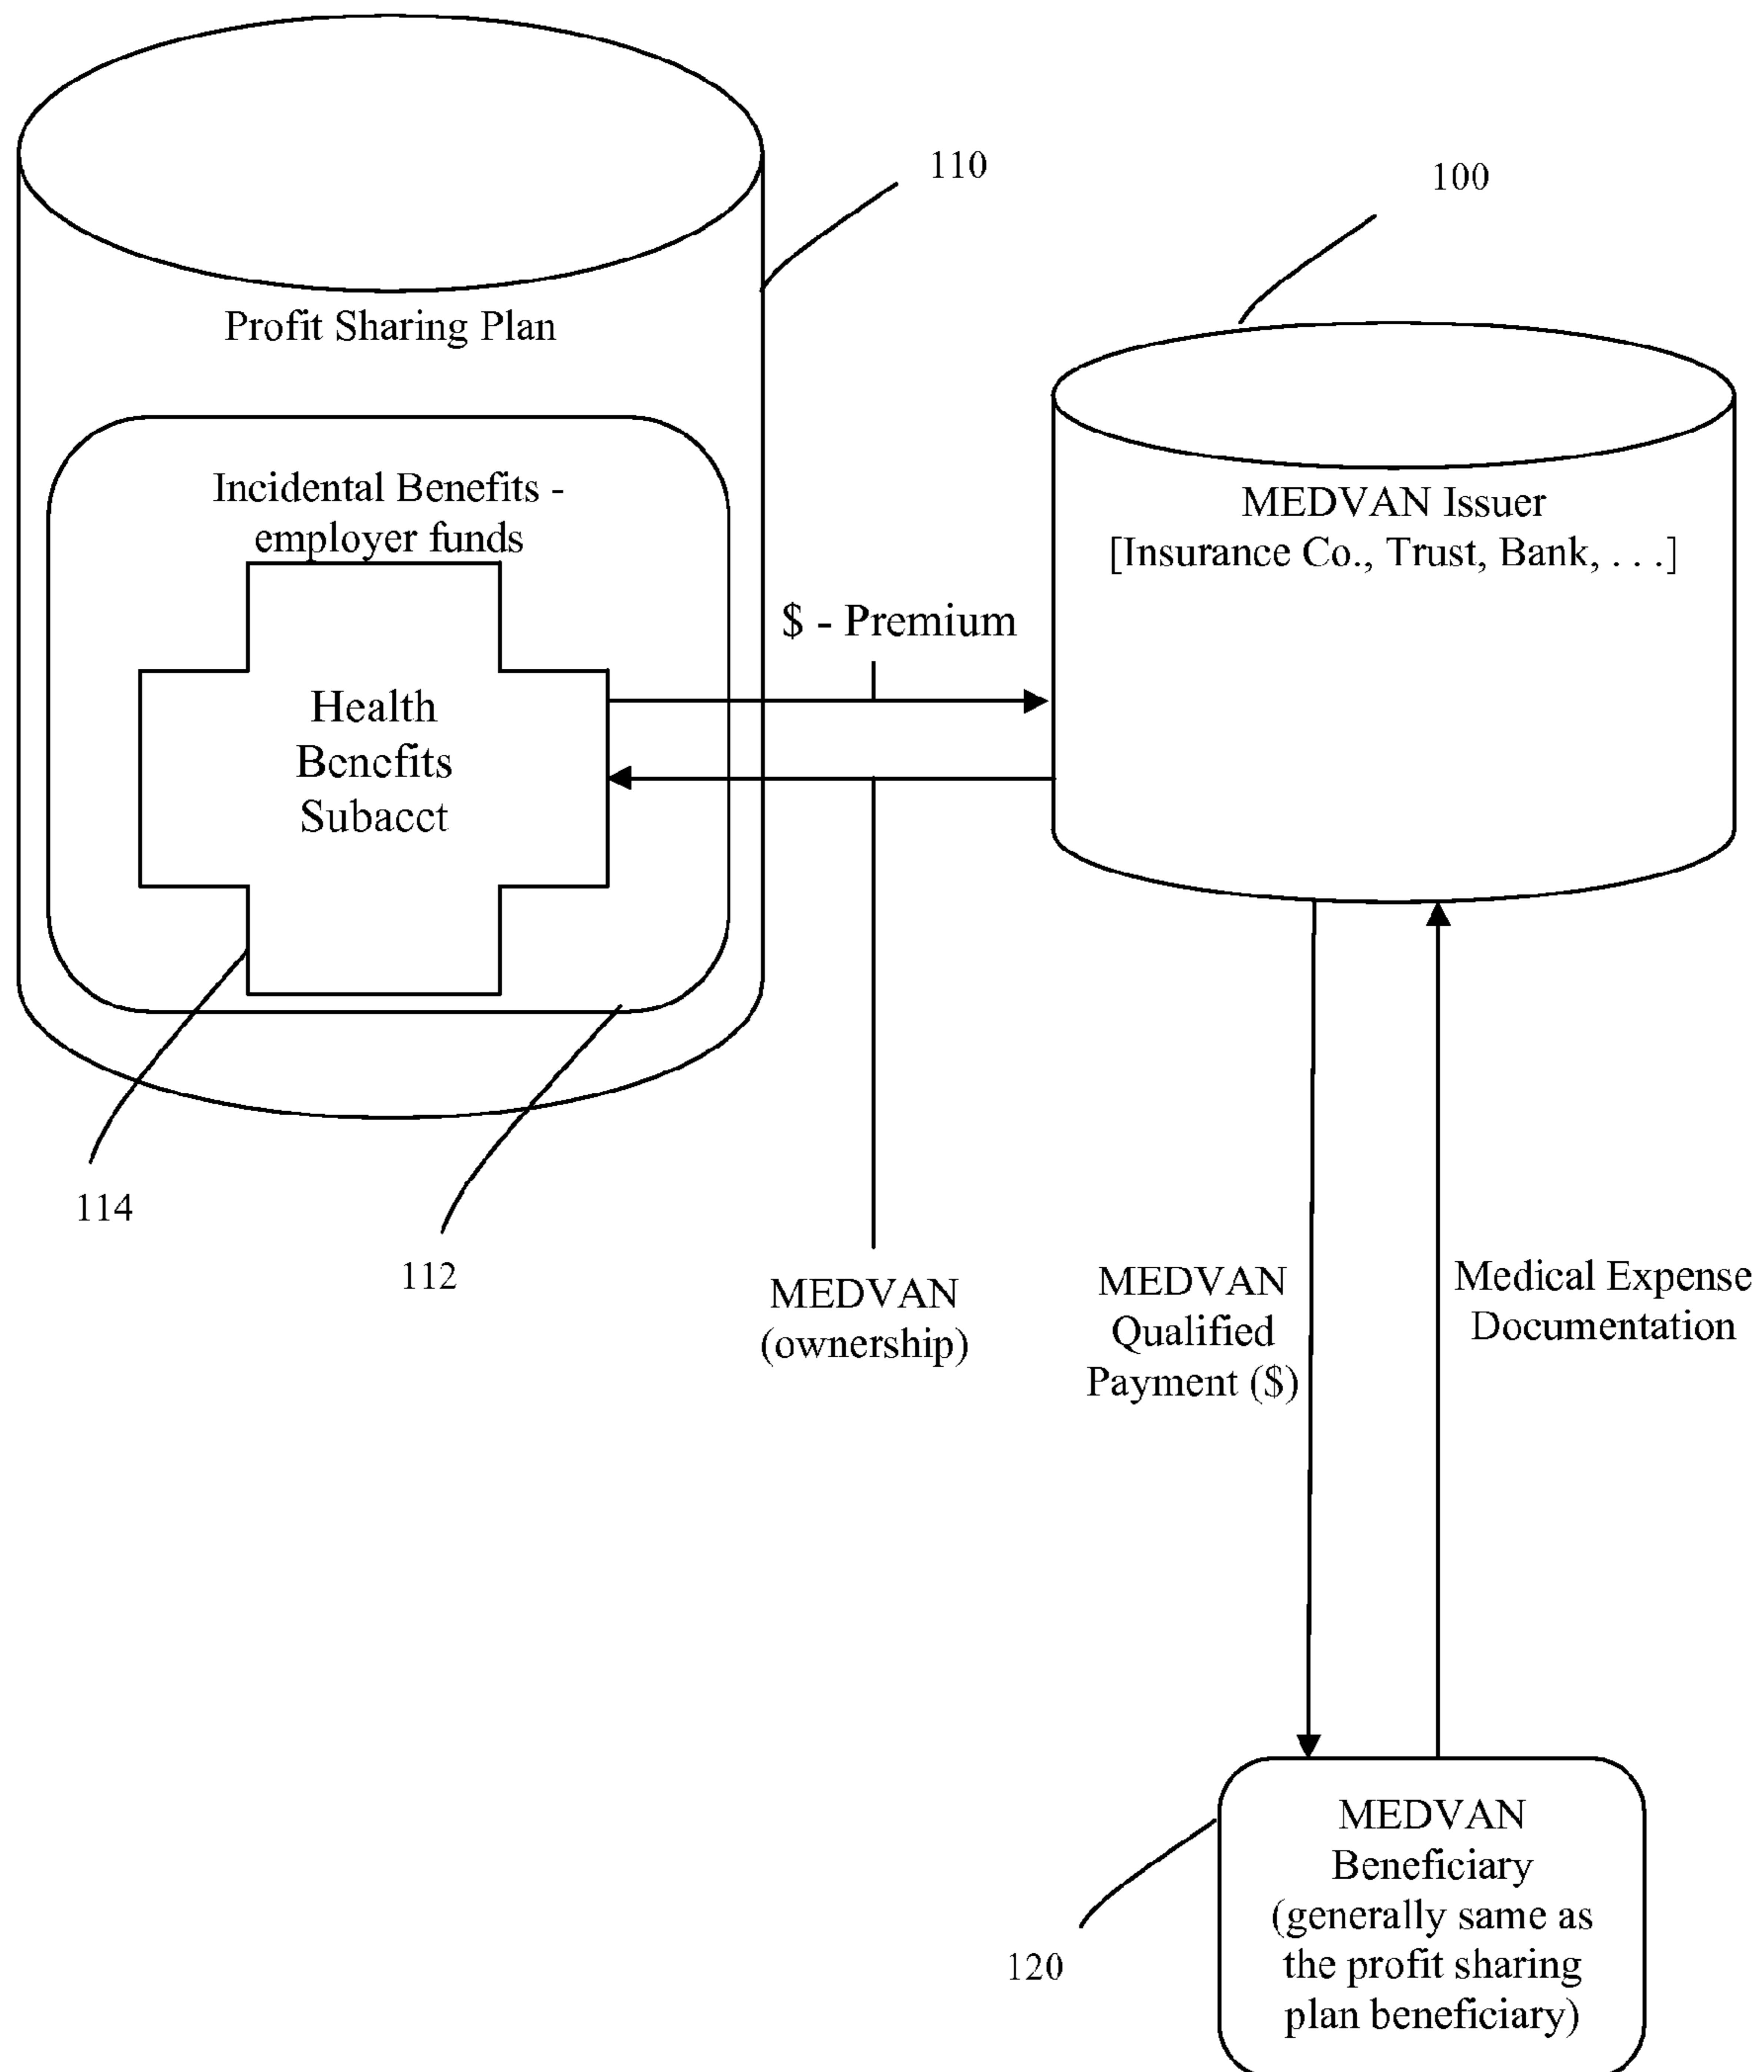 110
100
Profit Sharing Plan
Incidental Benefits -
employer funds
MEDVAN Issuer
[Insurance Co., Trust, Bank, . . .]
$ - Premium
Health
Benefits
Subacct
114
112
MEDVAN
(ownership)
MEDVAN
Qualified
Payment ($)
Medical Expense
Documentation
MEDVAN
Beneficiary
(generally same as
the profit sharing
plan beneficiary)
120